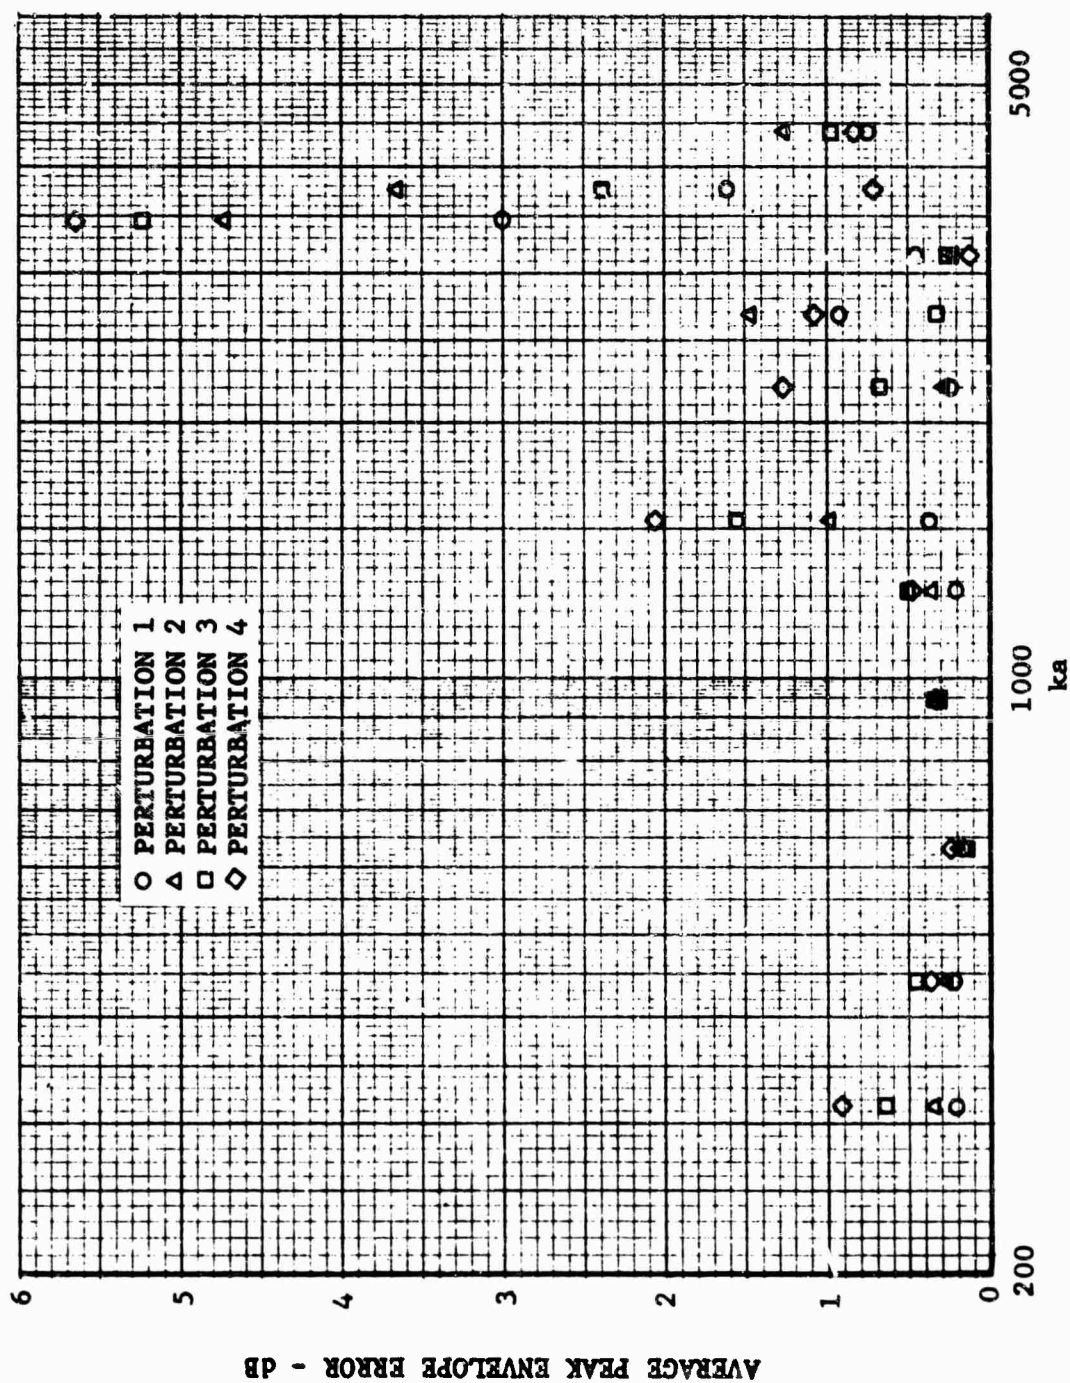 AVERAGE PEAK ENVELOPE ERROR - dB
6
5
4
3
2
1
0
○ PERTURBATION 1
△ PERTURBATION 2
□ PERTURBATION 3
◇ PERTURBATION 4
200
1000
5000
ka